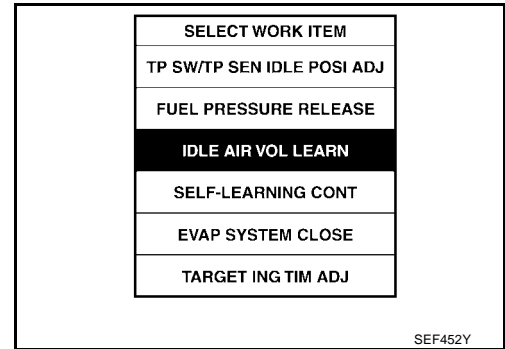 SELECT WORK ITEM
TP SW/TP SEN IDLE POSI ADJ
FUEL PRESSURE RELEASE
IDLE AIR VOL LEARN
SELF-LEARNING CONT
EVAP SYSTEM CLOSE
TARGET ING TIM ADJ
SEF452Y